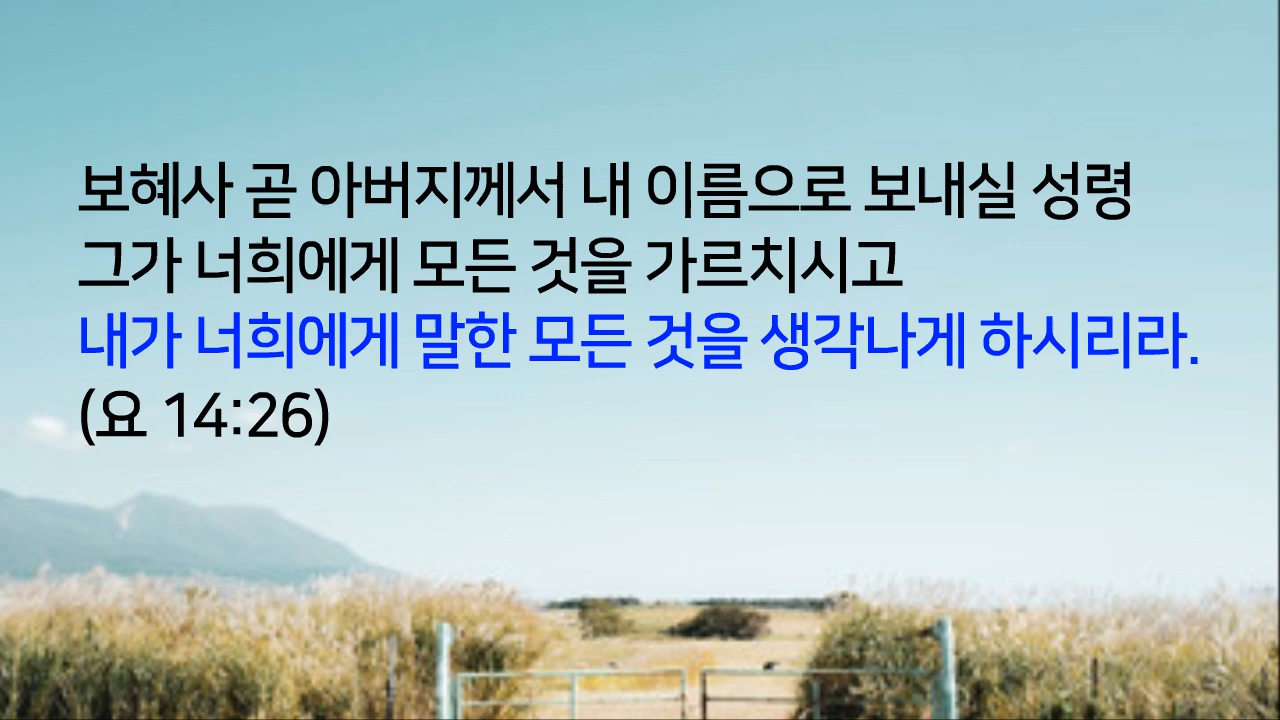 보혜사 곧 아버지께서 내 이름으로 보내실 성령
그가 너희에게 모든 것을 가르치시고
내가 너희에게 말한 모든 것을 생각나게 하시리라.
(요 14:26)